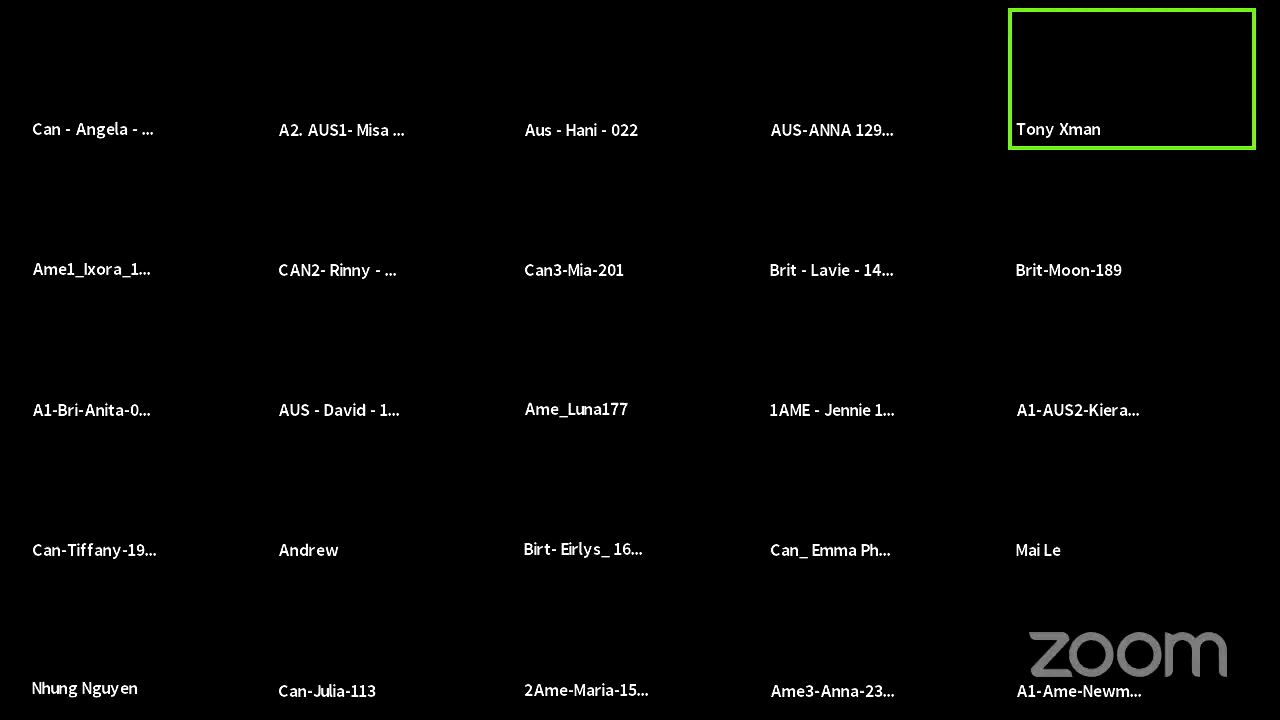 Can - Angela - ...
A2. AUS1- Misa ...
Aus - Hani - 022
AUS-ANNA 129...
Tony Xman
Ame1_Ixora_1...
CAN2- Rinny - ...
Can3-Mia-201
Brit - Lavie - 14...
Brit-Moon-189
A1-Bri-Anita-0...
AUS - David - 1...
Ame_Luna177
1AME - Jennie 1...
A1-AUS2-Kiera...
Can-Tiffany-19...
Andrew
Birt- Eirlys_ 16...
Can_ Emma Ph...
Mai Le
zoom
Nhung Nguyen
Can-Julia-113
2Ame-Maria-15...
Ame3-Anna-23...
A1-Ame-Newm...